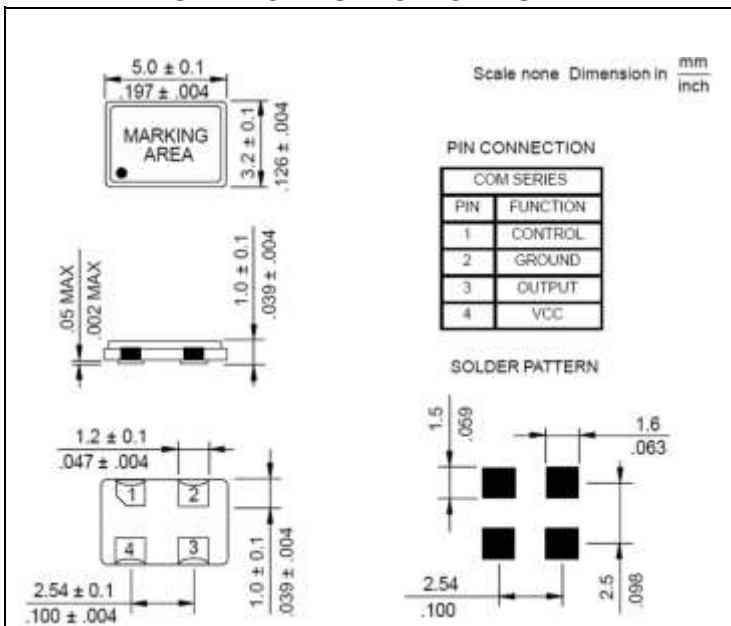 5.0 ± 0.1
.197 ± .004
MARKING
AREA
3.2 ± 0.1
.126 ± .004
Scale none Dimension in mm
inch
PIN CONNECTION
COM SERIES
PIN FUNCTION
1 CONTROL
2 GROUND
3 OUTPUT
4 VCC
.05 MAX
.002 MAX
1.0 ± 0.1
.039 ± .004
SOLDER PATTERN
1.2 ± 0.1
.047 ± .004
1 2
4 3
1.0 ± 0.1
.039 ± .004
2.54 ± 0.1
.100 ± .004
1.5
.059
1.6
.063
2.54
.100
2.5
.098